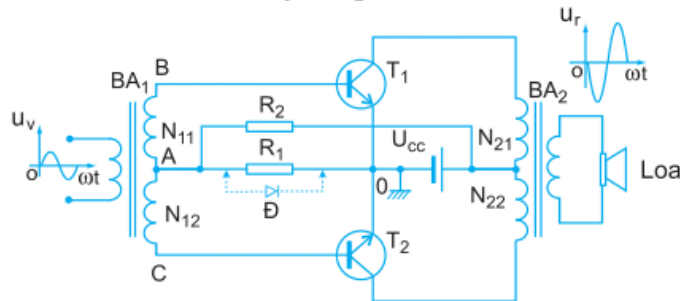 u_r
o
ωt
B
T₁
BA₁
BA₂
R₂
u_v
N₁₁
U_cc
N₂₁
A
R₁
Loa
o
ωt
0
N₂₂
N₁₂
Đ
T₂
C